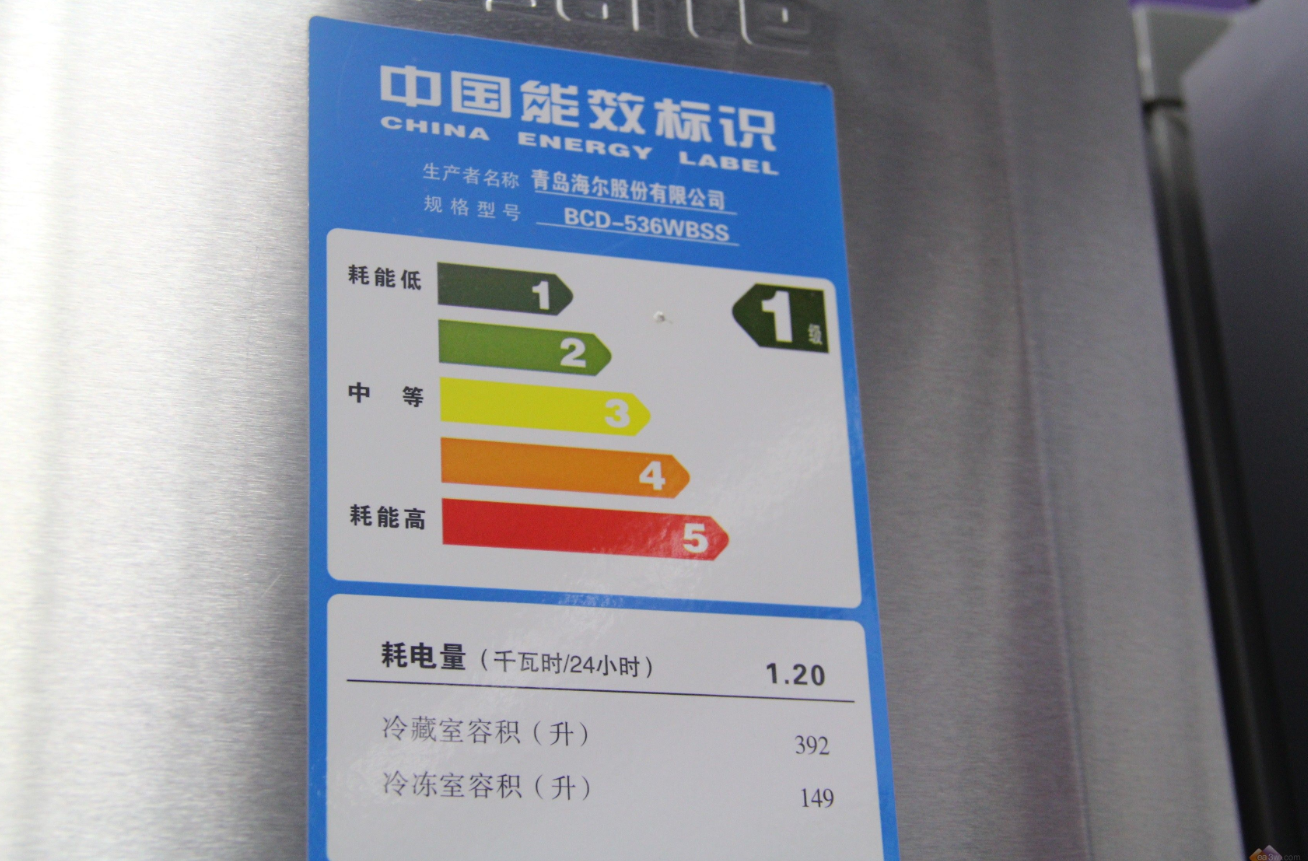 中国能效标识
CHINA ENERGY LABEL
生产者名称 青岛海尔股份有限公司
规格型号 BCD-536WBSS
耗能低 1 1级
2
中 等 3
4
耗能高 5
耗电量（千瓦时/24小时） 1.20
冷藏室容积（升） 392
冷冻室容积（升） 149